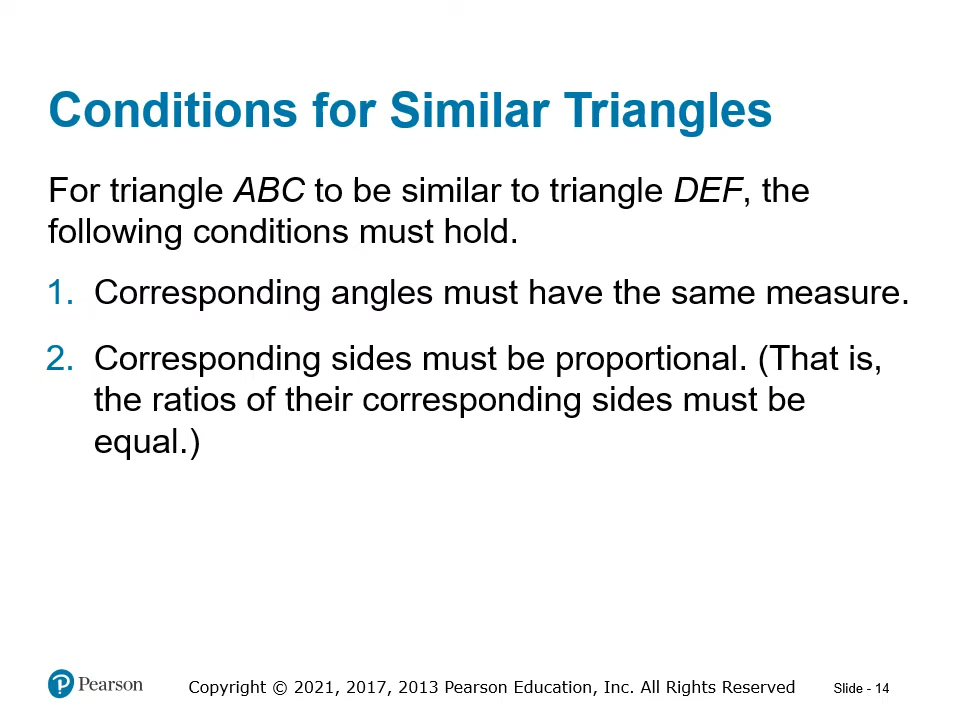 Conditions for Similar Triangles
For triangle ABC to be similar to triangle DEF, the
following conditions must hold.
1. Corresponding angles must have the same measure.
2. Corresponding sides must be proportional. (That is,
the ratios of their corresponding sides must be
equal.)
P Pearson
Copyright © 2021, 2017, 2013 Pearson Education, Inc. All Rights Reserved
Slide - 14